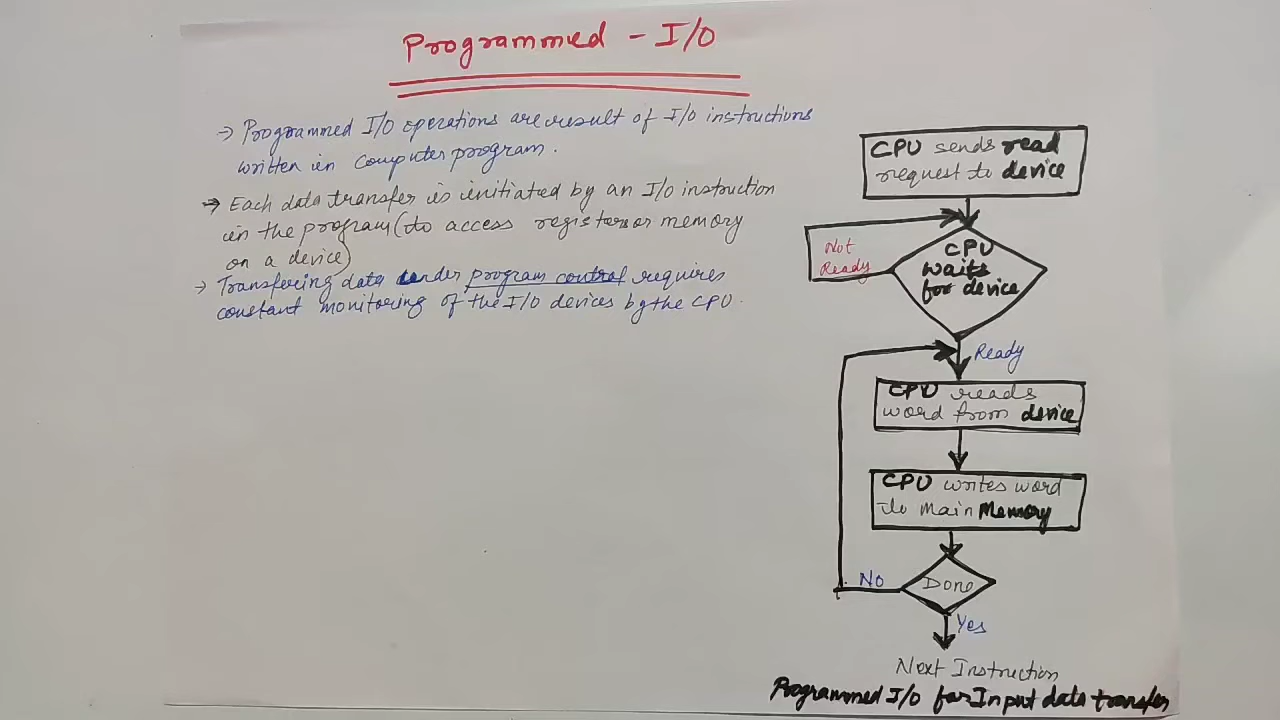 Programmed - I/O
→ Programmed I/O operations are result of I/O instructions
written in Computer program.
→ Each data transfer is initiated by an I/O instruction
in the program (to access registers or memory
on a device)
→ Transfering data under program control requires
constant monitoring of the I/O devices by the CPU.
CPU sends read
request to device
Not
Ready
CPU
waits
for device
Ready
CPU reads
word from device
CPU writes word
to main Memory
Done
No
Yes
Next Instruction
Programmed I/O for Input data transfer